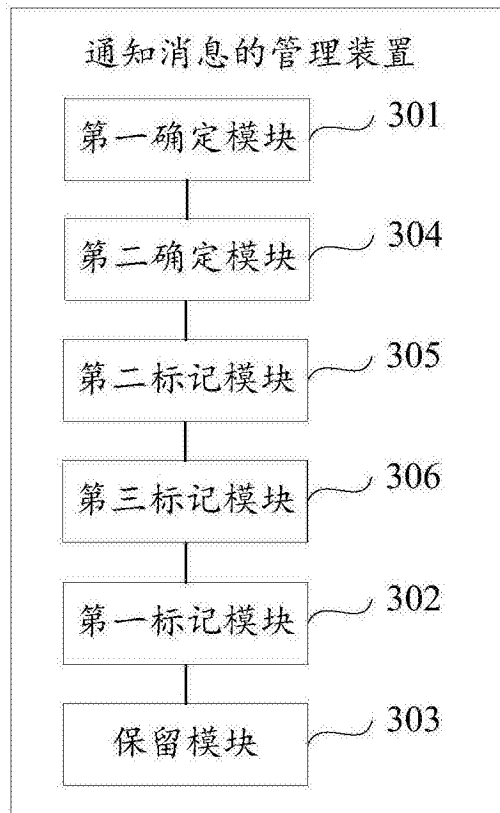 通知消息的管理装置
第一确定模块 301
第二确定模块 304
第二标记模块 305
第三标记模块 306
第一标记模块 302
保留模块 303